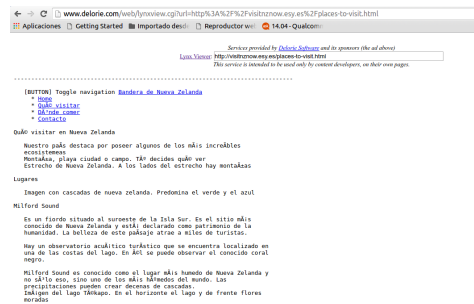 www.delorie.com/web/lynxview.cgi?url=http%3A%2F%2Fvisitnznow.esy.es%2Fplaces-to-visit.html
Aplicaciones Getting Started Importado desde Reproductor wel 14.04 - Qualcomm
Services provided by Delorie Software and its sponsors (the ad above)
Lynx Viewer: http://visitnznow.esy.es/places-to-visit.html
This service is intended to be used only by content developers, on their own pages.
[BUTTON] Toggle navigation Bandera de Nueva Zelanda
* Home
* QuÃ© visitar
* DÃ³nde comer
* Contacto
QuÃ© visitar en Nueva Zelanda
Nuestro paÃs destaca por poseer algunos de los mÃ¡s increÃbles
ecosistemeas
MontaÃ±a, playa ciudad o campo. TÃº decides quÃ© ver
Estrecho de Nueva Zelanda. A los lados del estrecho hay montaÃ±as
Lugares
Imagen con cascadas de nueva zelanda. Predomina el verde y el azul
Milford Sound
Es un fiordo situado al suroeste de la Isla Sur. Es el sitio mÃ¡s
conocido de Nueva Zelanda y estÃ¡ declarado como patrimonio de la
humanidad. La belleza de este paÃsaje atrae a miles de turistas.
Hay un observatorio acuÃ¡tico turÃstico que se encuentra localizado en
una de las costas del lago. En Ã©l se puede observar el conocido coral
negro.
Milford Sound es conocido como el lugar mÃ¡s humedo de Nueva Zelanda y
no sÃ³lo eso, sino uno de los mÃ¡s hÃºmedos del mundo. Las
precipitaciones pueden crear decenas de cascadas.
ImÃ¡gen del lago TÃ©kapo. En el horizonte el lago y de frente flores
moradas